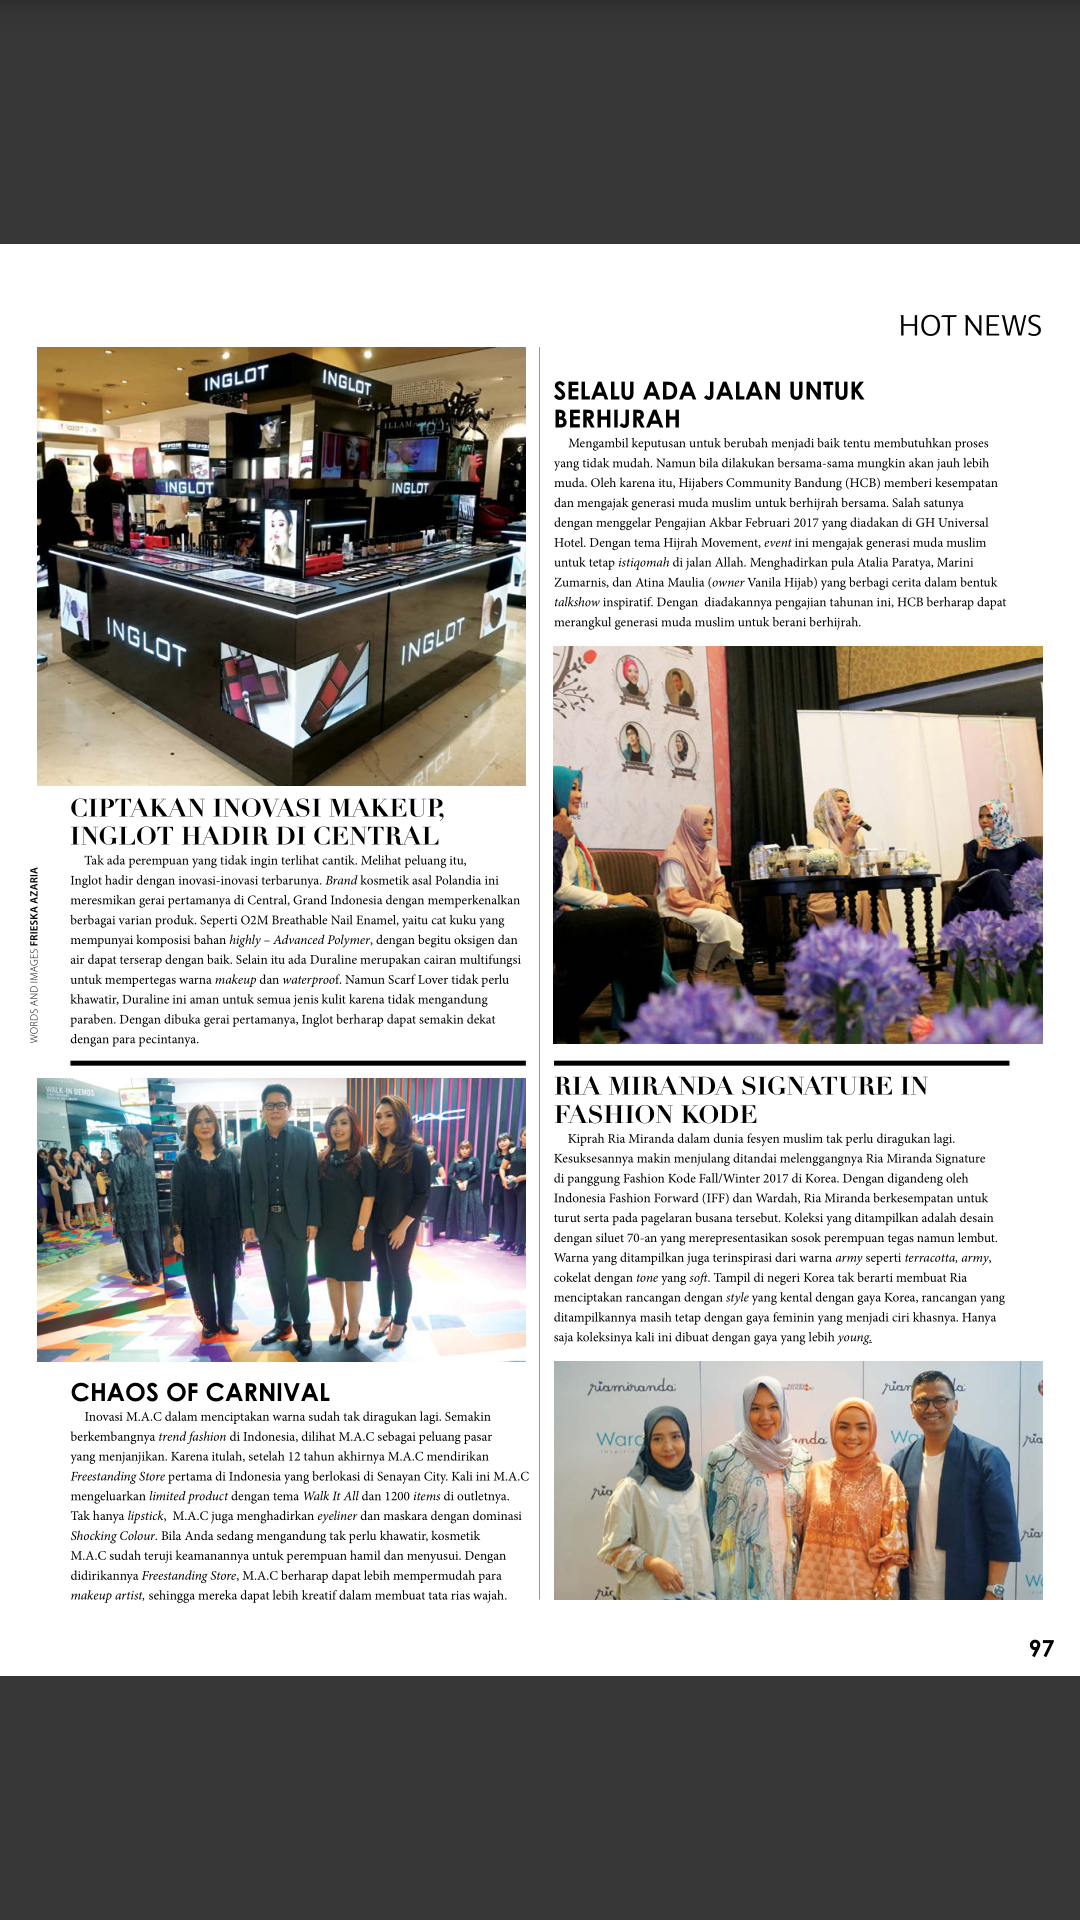 HOT NEWS
INGLOT
INGLOT
INGLOT
INGLOT
INGLOT
INGLOT
CIPTAKAN INOVASI MAKEUP,
INGLOT HADIR DI CENTRAL
Tak ada perempuan yang tidak ingin terlihat cantik. Melihat peluang itu,
Inglot hadir dengan inovasi-inovasi terbarunya. Brand kosmetik asal Polandia ini
meresmikan gerai pertamanya di Central, Grand Indonesia dengan memperkenalkan
berbagai varian produk. Seperti O2M Breathable Nail Enamel, yaitu cat kuku yang
mempunyai komposisi bahan highly – Advanced Polymer, dengan begitu oksigen dan
air dapat terserap dengan baik. Selain itu ada Duraline merupakan cairan multifungsi
untuk mempertegas warna makeup dan waterproof. Namun Scarf Lover tidak perlu
khawatir, Duraline ini aman untuk semua jenis kulit karena tidak mengandung
paraben. Dengan dibuka gerai pertamanya, Inglot berharap dapat semakin dekat
dengan para pecintanya.
WORDS AND IMAGES FRIESKA AZARIA
WALK-IN DEMOS
MAC
CHAOS OF CARNIVAL
Inovasi M.A.C dalam menciptakan warna sudah tak diragukan lagi. Semakin
berkembangnya trend fashion di Indonesia, dilihat M.A.C sebagai peluang pasar
yang menjanjikan. Karena itulah, setelah 12 tahun akhirnya M.A.C mendirikan
Freestanding Store pertama di Indonesia yang berlokasi di Senayan City. Kali ini M.A.C
mengeluarkan limited product dengan tema Walk It All dan 1200 items di outletnya.
Tak hanya lipstick, M.A.C juga menghadirkan eyeliner dan maskara dengan dominasi
Shocking Colour. Bila Anda sedang mengandung tak perlu khawatir, kosmetik
M.A.C sudah teruji keamanannya untuk perempuan hamil dan menyusui. Dengan
didirikannya Freestanding Store, M.A.C berharap dapat lebih mempermudah para
makeup artist, sehingga mereka dapat lebih kreatif dalam membuat tata rias wajah.
SELALU ADA JALAN UNTUK
BERHIJRAH
Mengambil keputusan untuk berubah menjadi baik tentu membutuhkan proses
yang tidak mudah. Namun bila dilakukan bersama-sama mungkin akan jauh lebih
muda. Oleh karena itu, Hijabers Community Bandung (HCB) memberi kesempatan
dan mengajak generasi muda muslim untuk berhijrah bersama. Salah satunya
dengan menggelar Pengajian Akbar Februari 2017 yang diadakan di GH Universal
Hotel. Dengan tema Hijrah Movement, event ini mengajak generasi muda muslim
untuk tetap istiqomah di jalan Allah. Menghadirkan pula Atalia Paratya, Marini
Zumarnis, dan Atina Maulia (owner Vanila Hijab) yang berbagi cerita dalam bentuk
talkshow inspiratif. Dengan diadakannya pengajian tahunan ini, HCB berharap dapat
merangkul generasi muda muslim untuk berani berhijrah.
RIA MIRANDA SIGNATURE IN
FASHION KODE
Kiprah Ria Miranda dalam dunia fesyen muslim tak perlu diragukan lagi.
Kesuksesannya makin menjulang ditandai melenggangnya Ria Miranda Signature
di panggung Fashion Kode Fall/Winter 2017 di Korea. Dengan digandeng oleh
Indonesia Fashion Forward (IFF) dan Wardah, Ria Miranda berkesempatan untuk
turut serta pada pagelaran busana tersebut. Koleksi yang ditampilkan adalah desain
dengan siluet 70-an yang merepresentasikan sosok perempuan tegas namun lembut.
Warna yang ditampilkan juga terinspirasi dari warna army seperti terracotta, army,
cokelat dengan tone yang soft. Tampil di negeri Korea tak berarti membuat Ria
menciptakan rancangan dengan style yang kental dengan gaya Korea, rancangan yang
ditampilkannya masih tetap dengan gaya feminin yang menjadi ciri khasnya. Hanya
saja koleksinya kali ini dibuat dengan gaya yang lebih young.
riamiranda
97